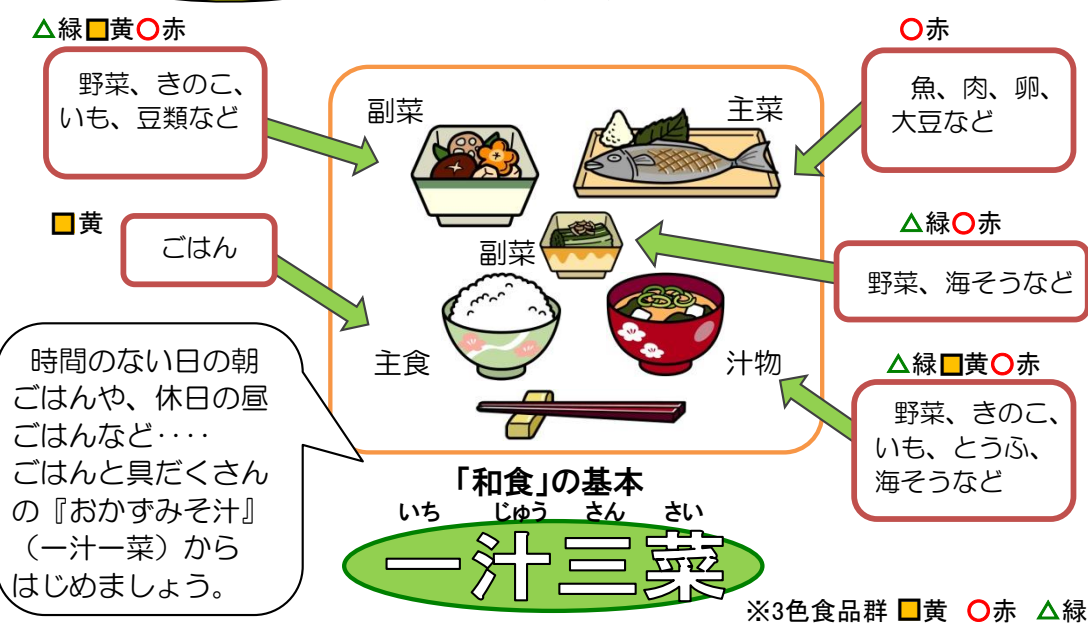 △緑■黄○赤
野菜、きのこ、
いも、豆類など
○赤
魚、肉、卵、
大豆など
副菜
主菜
■黄
ごはん
副菜
△緑○赤
野菜、海そうなど
主食
汁物
△緑■黄○赤
野菜、きのこ、
いも、とうふ、
海そうなど
時間のない日の朝
ごはんや、休日の昼
ごはんなど‥‥
ごはんと具だくさん
の『おかずみそ汁』
（一汁一菜）から
はじめましょう。
「和食」の基本
いち じゅう さん さい
一汁三菜
※3色食品群 ■黄 ○赤 △緑